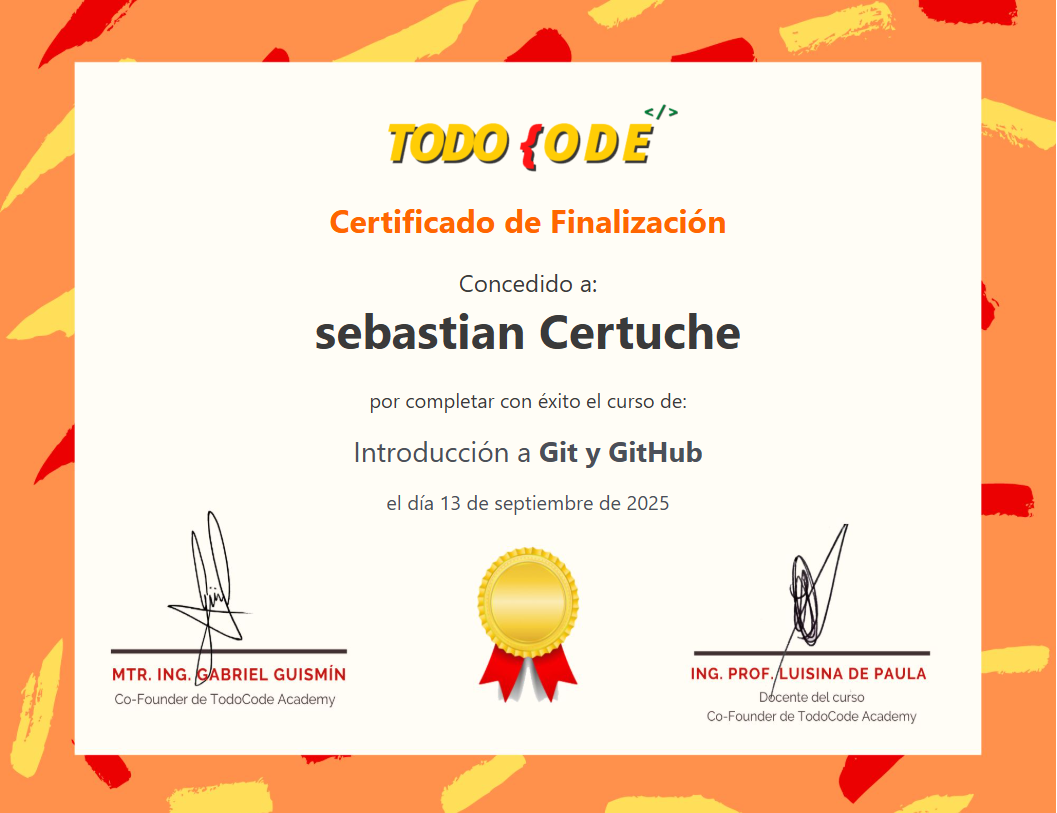 </>
TODO {ODE
Certificado de Finalización
Concedido a:
sebastian Certuche
por completar con éxito el curso de:
Introducción a Git y GitHub
el día 13 de septiembre de 2025
MTR. ING. GABRIEL GUISMÍN
Co-Founder de TodoCode Academy
ING. PROF. LUISINA DE PAULA
Docente del curso
Co-Founder de TodoCode Academy